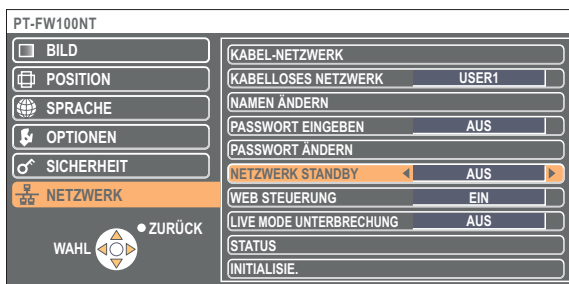 PT-FW100NT
BILD
POSITION
SPRACHE
OPTIONEN
SICHERHEIT
NETZWERK
ZURÜCK
WAHL
KABEL-NETZWERK
KABELLOSES NETZWERK USER1
NAMEN ÄNDERN
PASSWORT EINGEBEN AUS
PASSWORT ÄNDERN
NETZWERK STANDBY AUS
WEB STEUERUNG EIN
LIVE MODE UNTERBRECHUNG AUS
STATUS
INITIALISIE.